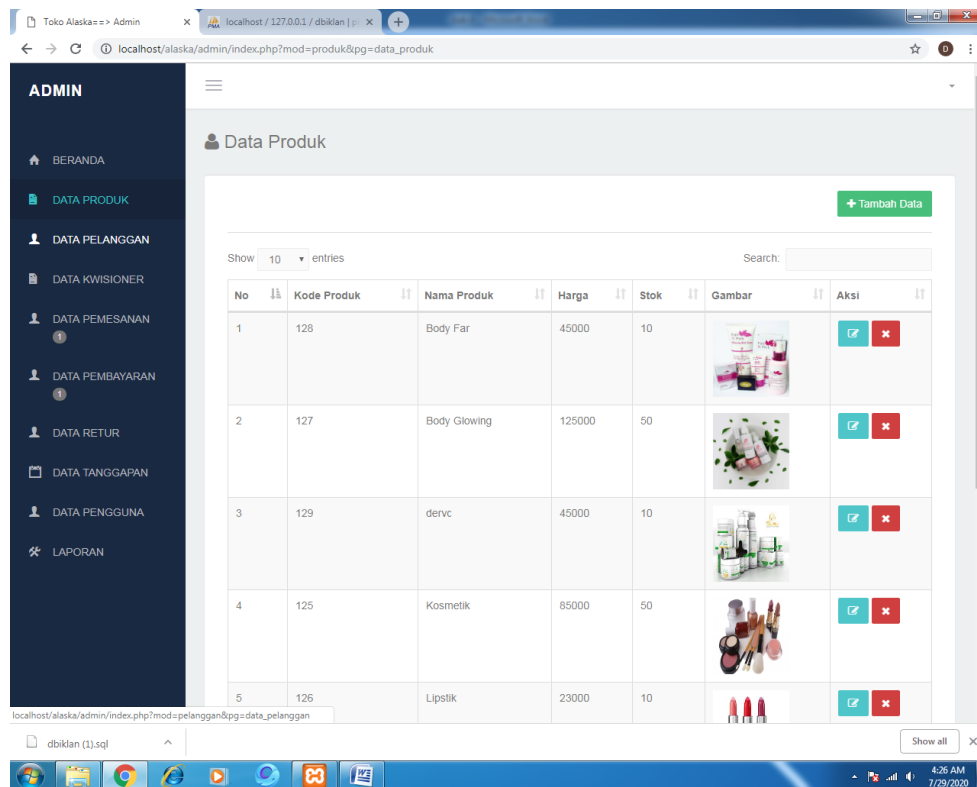 Toko Alaska==> Admin
localhost / 127.0.0.1 / dbiklan | p
localhost/alaska/admin/index.php?mod=produk&pg=data_produk
D
ADMIN
BERANDA
DATA PRODUK
DATA PELANGGAN
DATA KWISIONER
DATA PEMESANAN
1
DATA PEMBAYARAN
1
DATA RETUR
DATA TANGGAPAN
DATA PENGGUNA
LAPORAN
Data Produk
Tambah Data
Show 10 entries
Search:
No Kode Produk Nama Produk Harga Stok Gambar Aksi
1 128 Body Far 45000 10
2 127 Body Glowing 125000 50
3 129 dervc 45000 10
4 125 Kosmetik 85000 50
5 126 Lipstik 23000 10
localhost/alaska/admin/index.php?mod=pelanggan&pg=data_pelanggan
dbiklan (1).sql
Show all
4:26 AM
7/29/2020